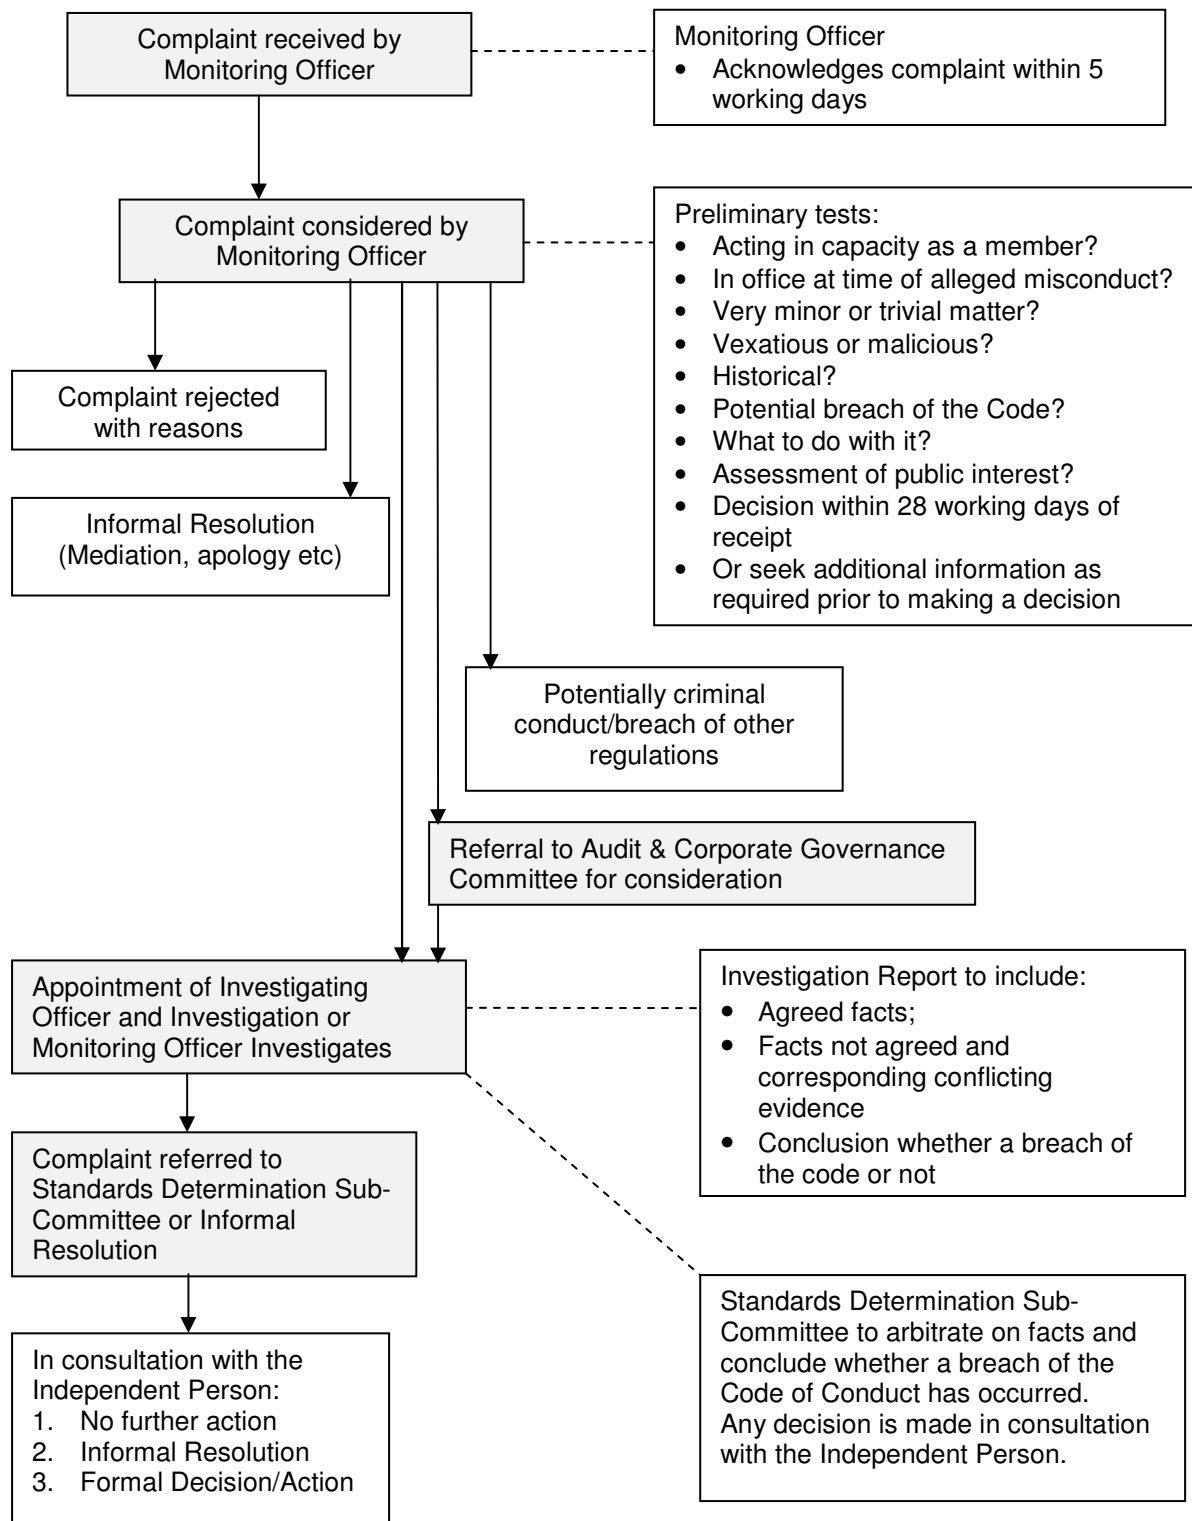 Complaint received by
Monitoring Officer
Monitoring Officer
• Acknowledges complaint within 5
working days
Complaint considered by
Monitoring Officer
Preliminary tests:
• Acting in capacity as a member?
• In office at time of alleged misconduct?
• Very minor or trivial matter?
• Vexatious or malicious?
• Historical?
• Potential breach of the Code?
• What to do with it?
• Assessment of public interest?
• Decision within 28 working days of
receipt
• Or seek additional information as
required prior to making a decision
Complaint rejected
with reasons
Informal Resolution
(Mediation, apology etc)
Potentially criminal
conduct/breach of other
regulations
Referral to Audit & Corporate Governance
Committee for consideration
Appointment of Investigating
Officer and Investigation or
Monitoring Officer Investigates
Investigation Report to include:
• Agreed facts;
• Facts not agreed and
corresponding conflicting
evidence
• Conclusion whether a breach of
the code or not
Complaint referred to
Standards Determination Sub-
Committee or Informal
Resolution
Standards Determination Sub-
Committee to arbitrate on facts and
conclude whether a breach of the
Code of Conduct has occurred.
Any decision is made in consultation
with the Independent Person.
In consultation with the
Independent Person:
1. No further action
2. Informal Resolution
3. Formal Decision/Action